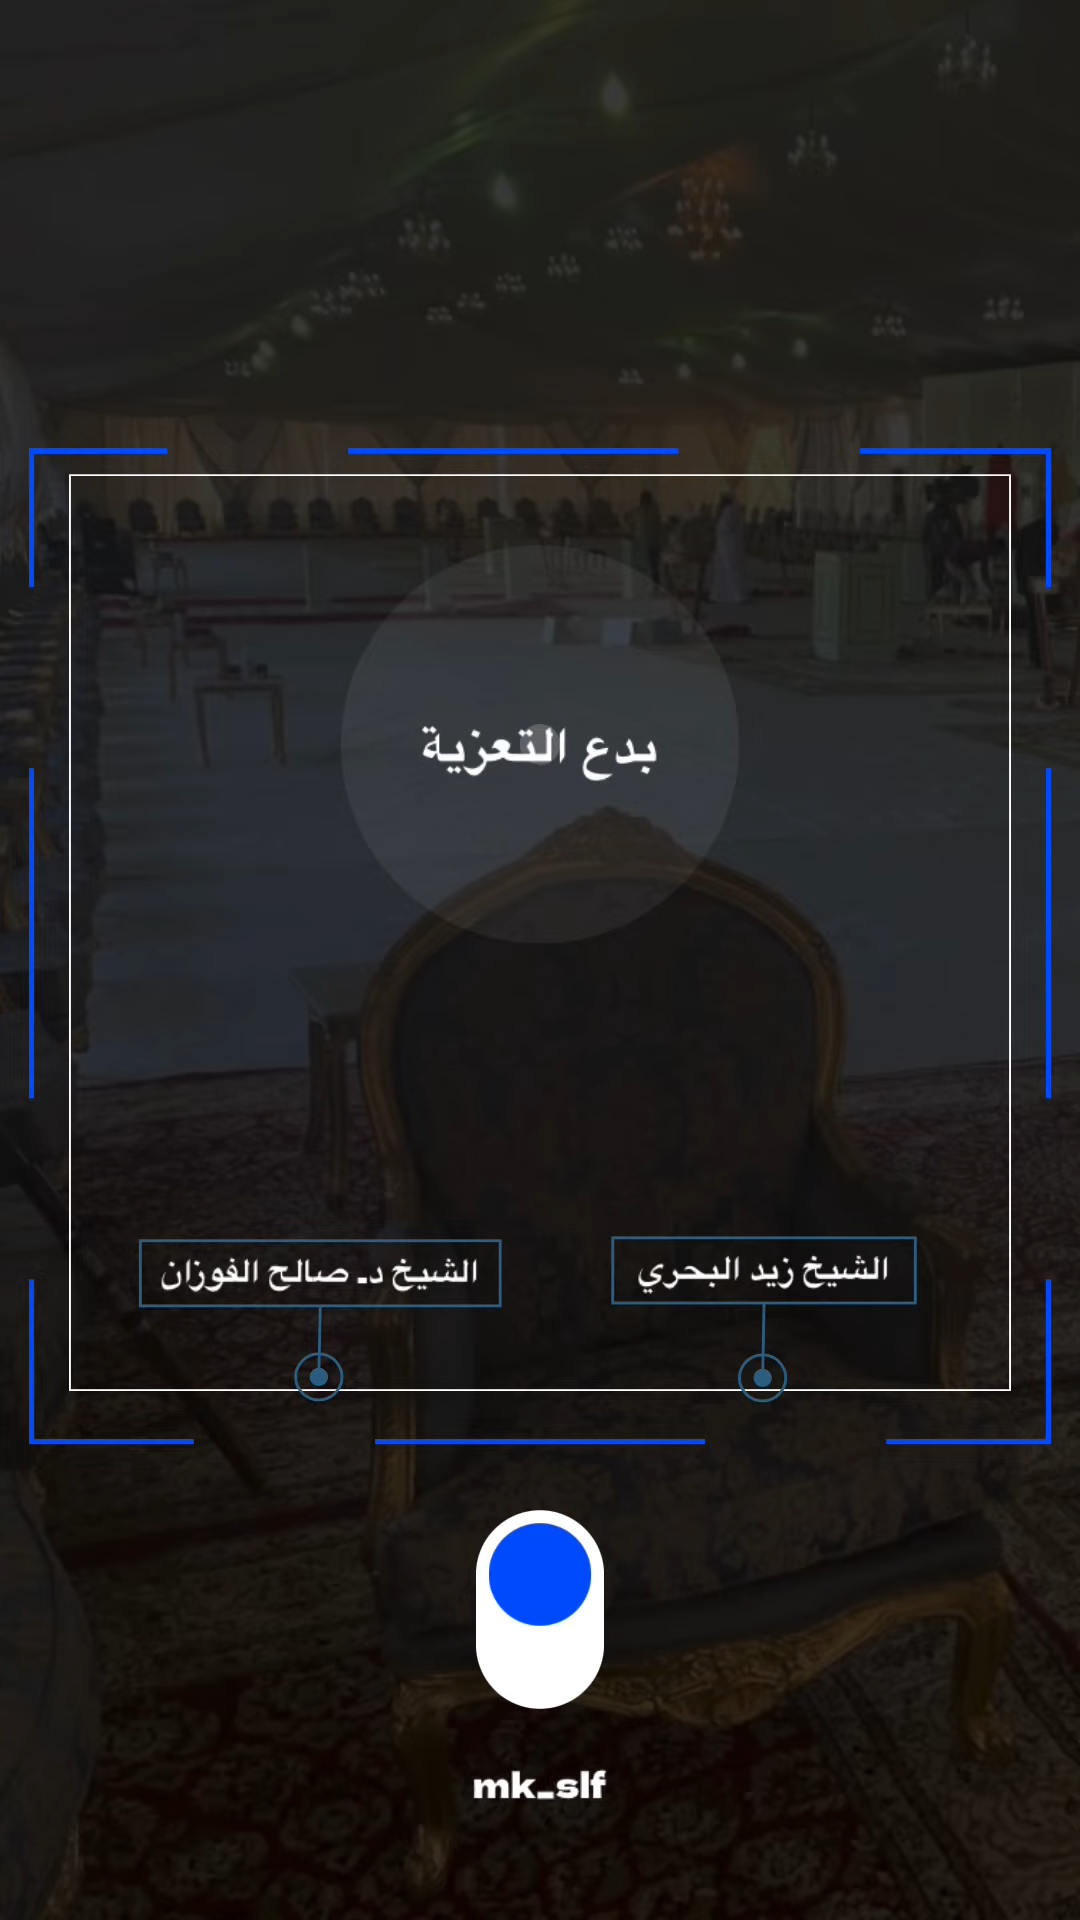 بدع التعزية
الشيخ زيد البحري
الشيخ د. صالح الفوزان
mk_slf